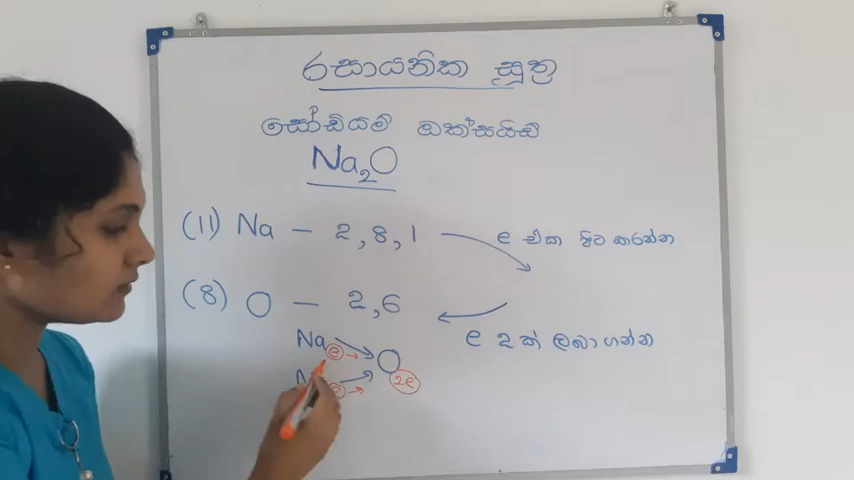 රසායනික සූත්‍ර
සෝඩියම් ඔක්සයිඩ්
Na₂O
(11) Na — 2,8,1 e එක පිට කරන්න
(8) O — 2,6
e 2ක් ලබා ගන්න
Na e → O
N e → 2e